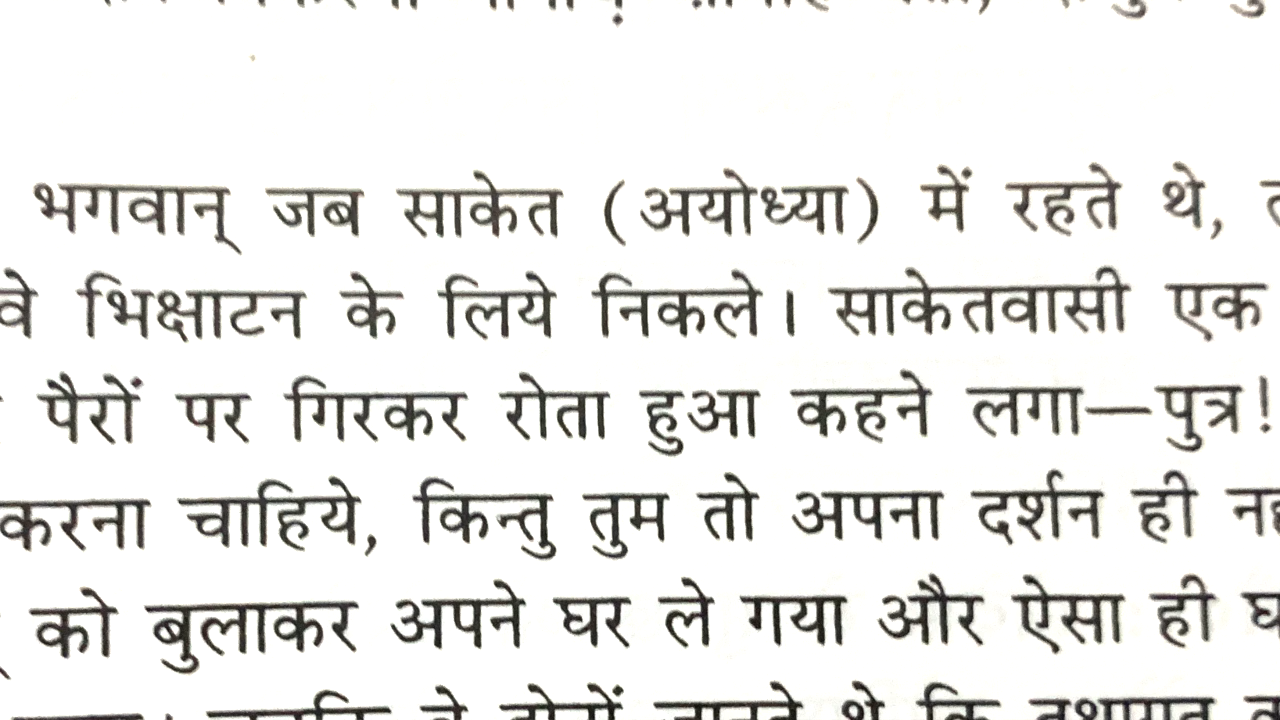 भगवान् जब साकेत (अयोध्या) में रहते थे,
वे भिक्षाटन के लिये निकले। साकेतवासी एक
पैरों पर गिरकर रोता हुआ कहने लगा—पुत्र!
करना चाहिये, किन्तु तुम तो अपना दर्शन ही
को बुलाकर अपने घर ले गया और ऐसा ही